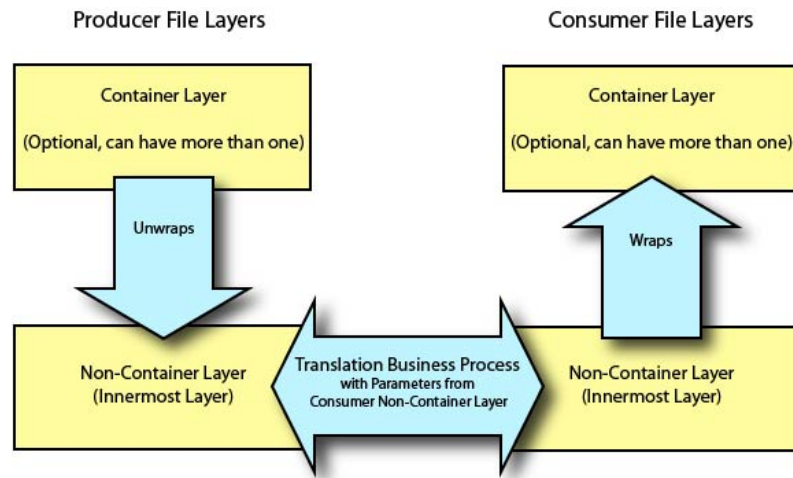 Producer File Layers
Consumer File Layers
Container Layer
(Optional, can have more than one)
Container Layer
(Optional, can have more than one)
Unwraps
Wraps
Non-Container Layer
(Innermost Layer)
Translation Business Process
with Parameters from
Consumer Non-Container Layer
Non-Container Layer
(Innermost Layer)